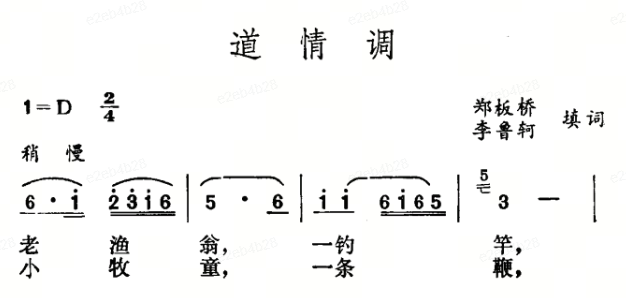 道情调
1=D 2/4
郑板桥
李鲁轲 填词
稍慢
6 · i 2̇ 3̇ i 6 | 5 · 6 | i i 6 i 6 5 | 5 3 — |
老 渔 翁, 一钓 竿,
小 牧 童, 一条 鞭,